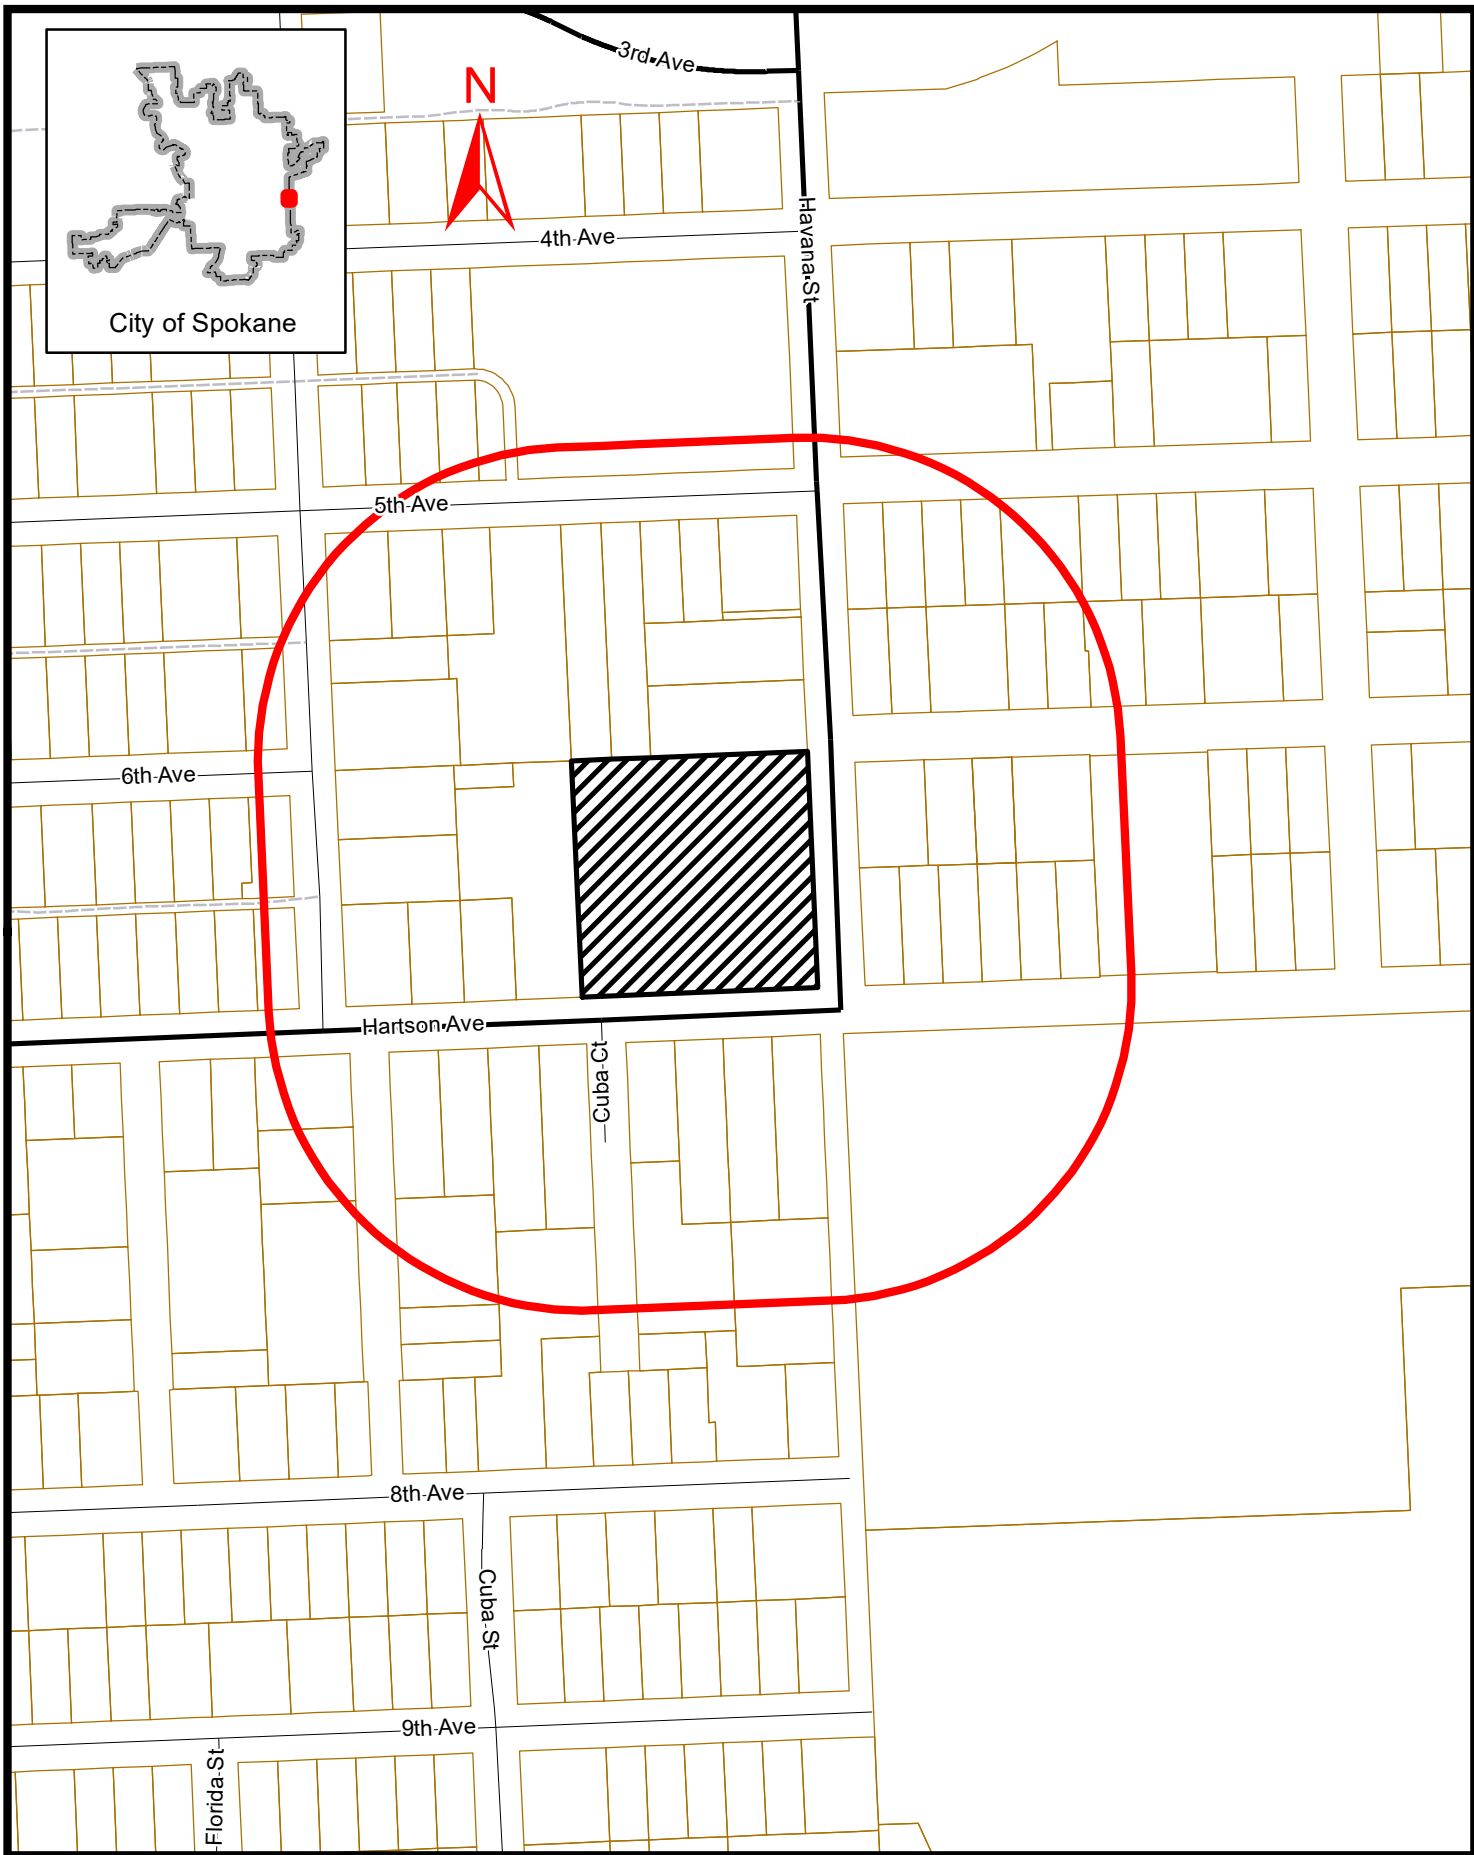 3rd Ave
N
Havana St
4th Ave
City of Spokane
5th Ave
6th Ave
Hartson Ave
Cuba Ct
8th Ave
Cuba St
9th Ave
Florida St